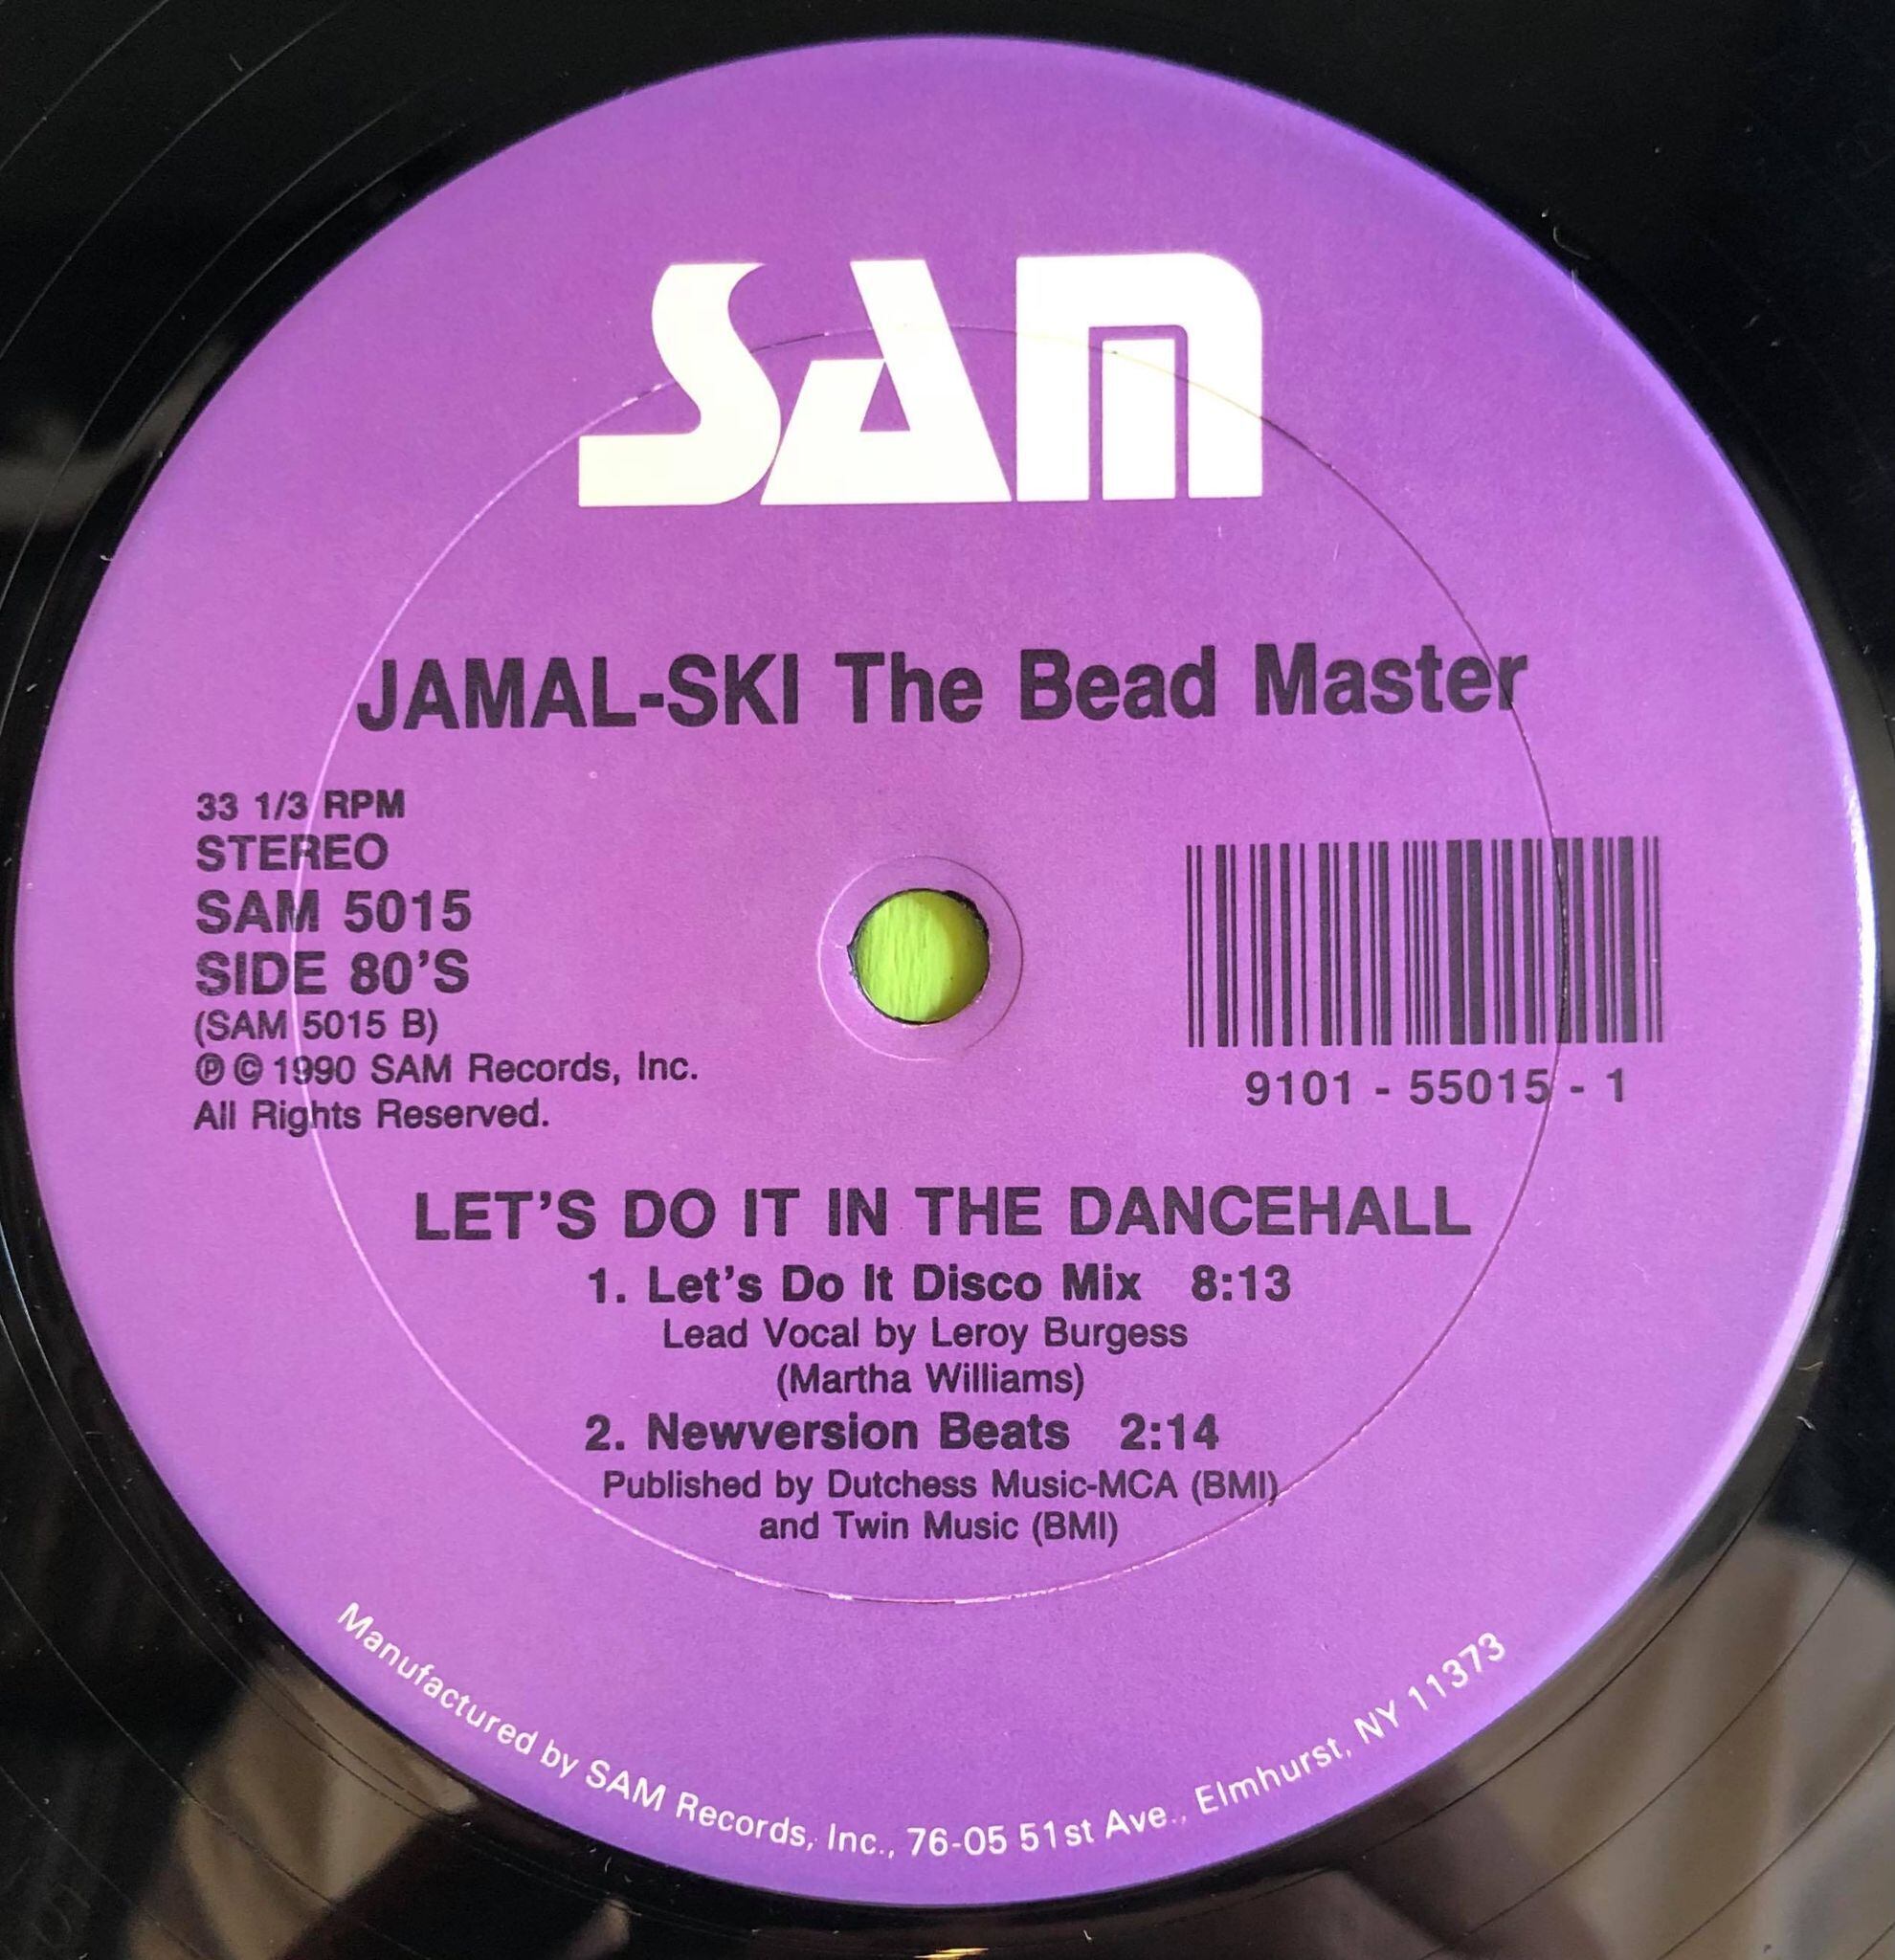 SAM
JAMAL-SKI The Bead Master
33 1/3 RPM
STEREO
SAM 5015
SIDE 80'S
(SAM 5015 B)
℗ © 1990 SAM Records, Inc.
All Rights Reserved.
9101 - 55015 - 1
LET'S DO IT IN THE DANCEHALL
1. Let's Do It Disco Mix 8:13
Lead Vocal by Leroy Burgess
(Martha Williams)
2. Newversion Beats 2:14
Published by Dutchess Music-MCA (BMI)
and Twin Music (BMI)
Manufactured by SAM Records, Inc., 76-05 51st Ave., Elmhurst, NY 11373